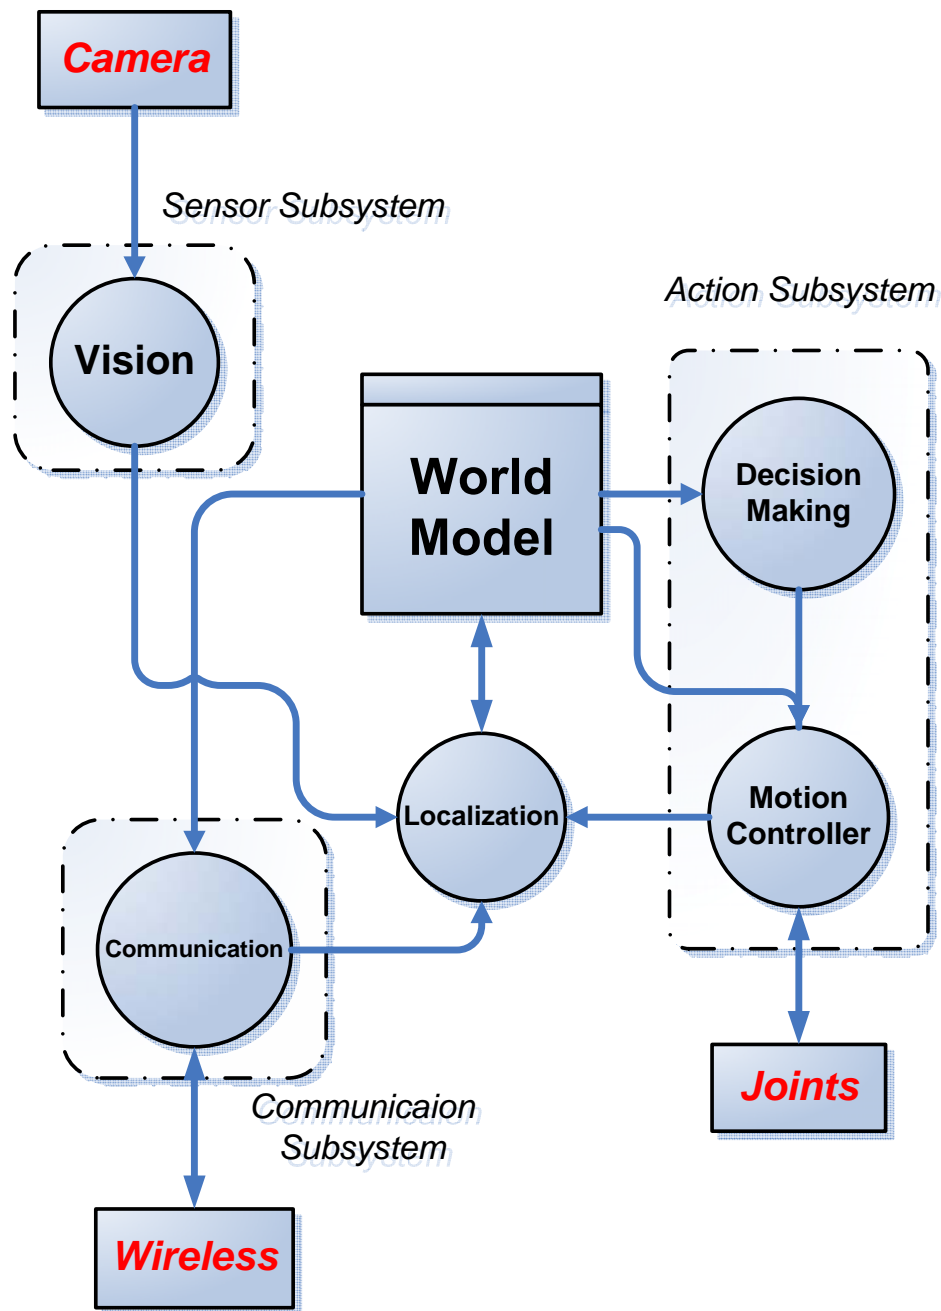 Camera
Sensor Subsystem
Action Subsystem
Vision
World
Model
Decision
Making
Localization
Motion
Controller
Communication
Joints
Communicaion
Subsystem
Wireless